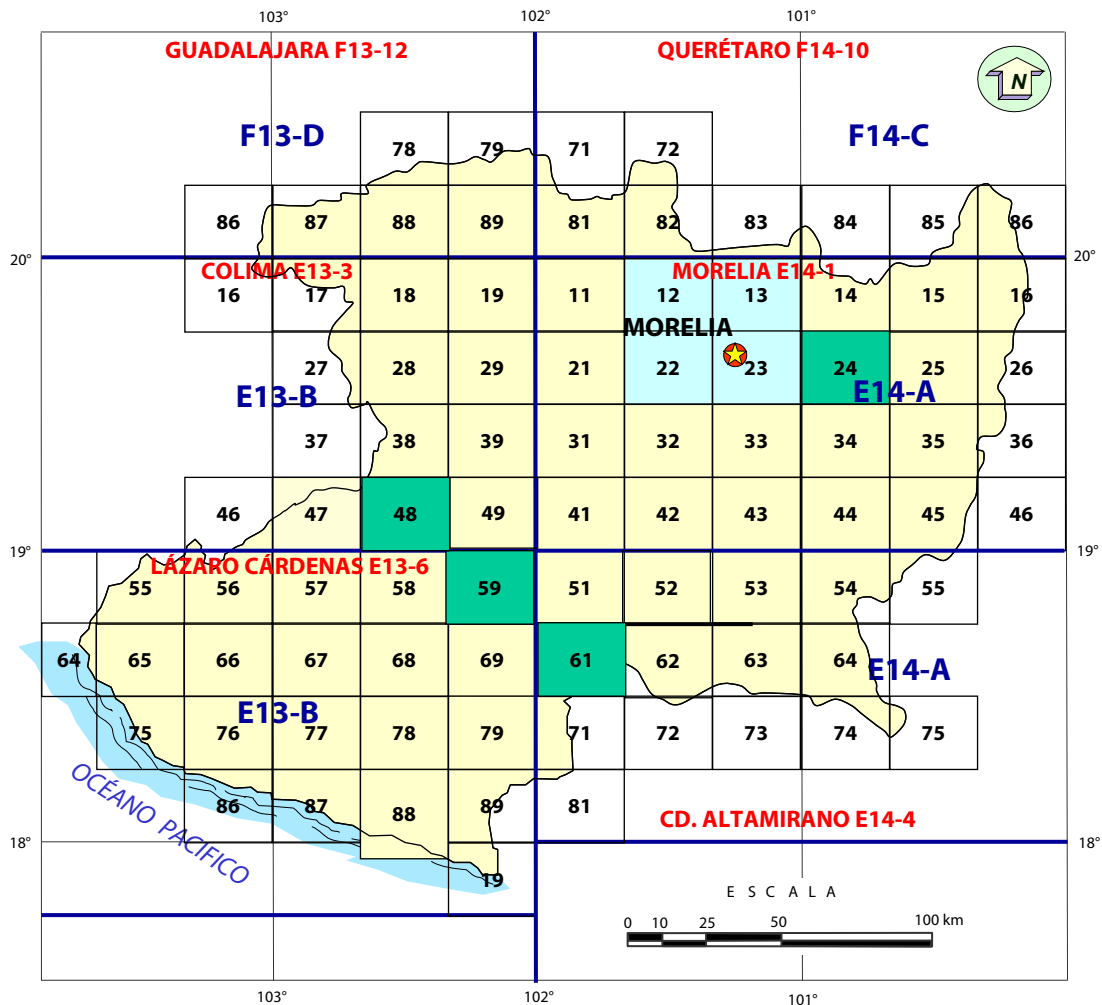 103° 102° 101°
GUADALAJARA F13-12 QUERÉTARO F14-10
N
F13-D F14-C
78 79 71 72
86 87 88 89 81 82 83 84 85 86
20° 20°
COLIMA E13-3 MORELIA E14-1
16 17 18 19 11 12 13 14 15 16
MORELIA
27 28 29 21 22 23 24 25 26
E13-B E14-A
37 38 39 31 32 33 34 35 36
46 47 48 49 41 42 43 44 45 46
19° 19°
LÁZARO CÁRDENAS E13-6
55 56 57 58 59 51 52 53 54 55
64 65 66 67 68 69 61 62 63 64
E14-A
E13-B
75 76 77 78 79 71 72 73 74 75
86 87 88 89 81
OCÉANO PACIFICO
CD. ALTAMIRANO E14-4
18° 18°
19
E S C A L A
0 10 25 50 100 km
103° 102° 101°